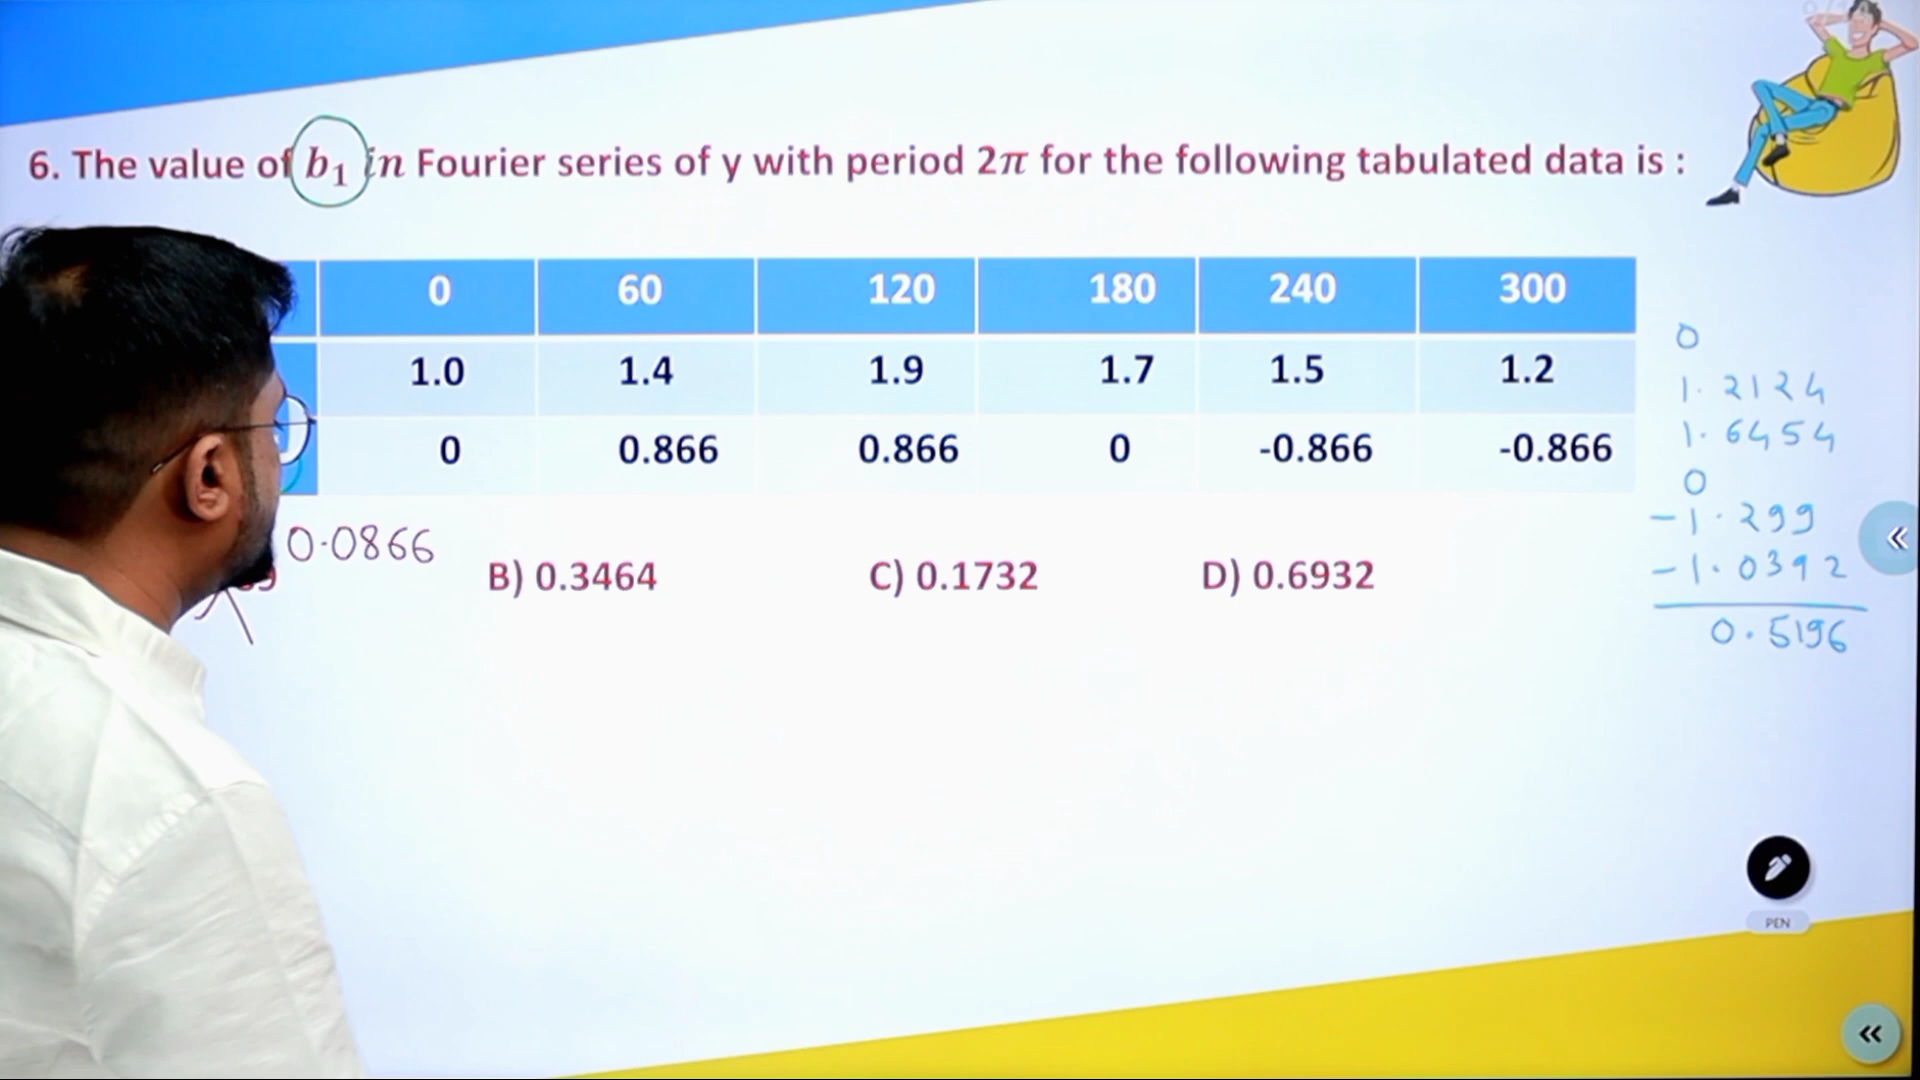 6. The value of b₁ in Fourier series of y with period 2π for the following tabulated data is :
0 60 120 180 240 300
1.0 1.4 1.9 1.7 1.5 1.2
0 0.866 0.866 0 -0.866 -0.866
0
1.2124
1.6454
0
-1.299
-1.0392
0.5196
0.0866
B) 0.3464 C) 0.1732 D) 0.6932
PEN